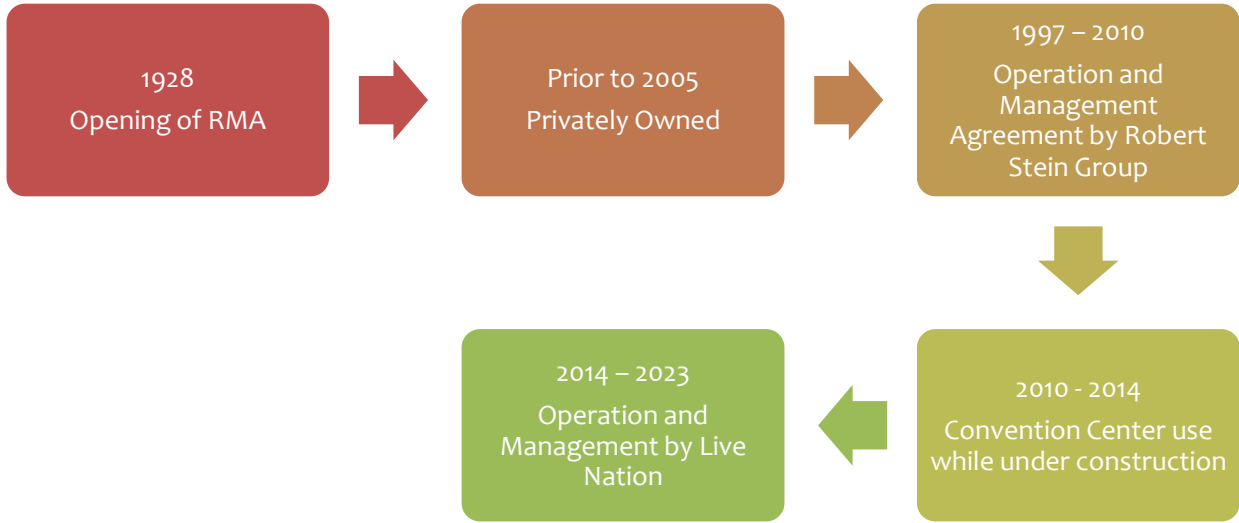 1928
Opening of RMA
Prior to 2005
Privately Owned
1997 – 2010
Operation and
Management
Agreement by Robert
Stein Group
2010 - 2014
Convention Center use
while under construction
2014 – 2023
Operation and
Management by Live
Nation